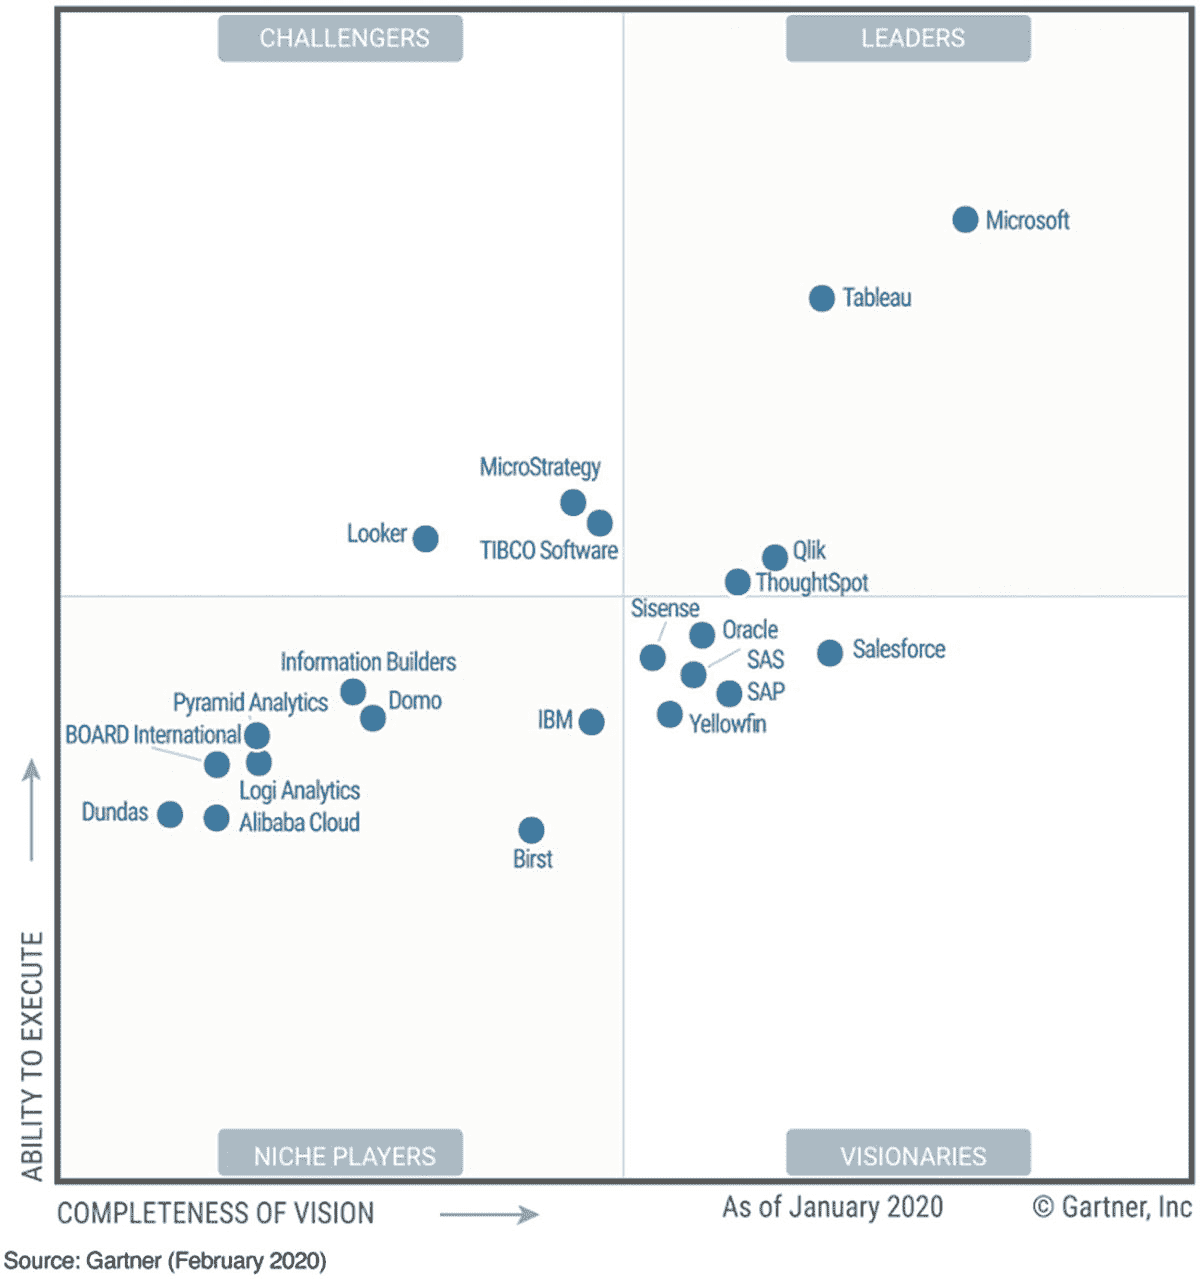 CHALLENGERS
LEADERS
Microsoft
Tableau
MicroStrategy
Looker
TIBCO Software
Qlik
ThoughtSpot
Sisense
Oracle
SAS
Salesforce
SAP
Yellowfin
Information Builders
Pyramid Analytics
Domo
BOARD International
IBM
Logi Analytics
Dundas
Alibaba Cloud
Birst
ABILITY TO EXECUTE
NICHE PLAYERS
VISIONARIES
COMPLETENESS OF VISION
As of January 2020
© Gartner, Inc
Source: Gartner (February 2020)